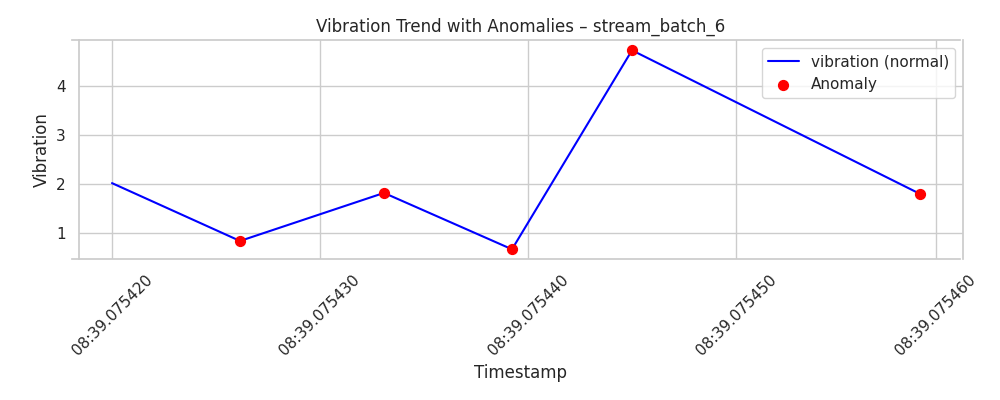 Vibration Trend with Anomalies – stream_batch_6
vibration (normal)
Anomaly
Vibration
4
3
2
1
08:39.075420
08:39.075430
08:39.075440
08:39.075450
08:39.075460
Timestamp